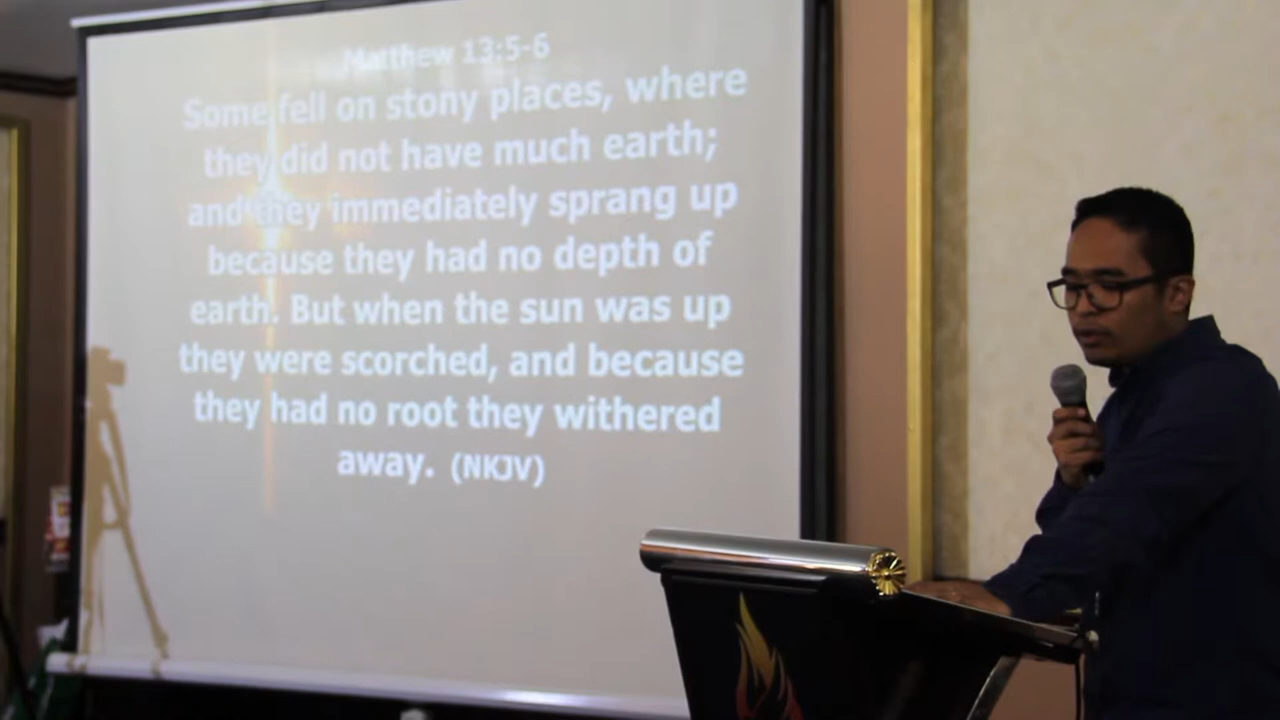 Matthew 13:5-6
Some fell on stony places, where
they did not have much earth;
and they immediately sprang up
because they had no depth of
earth. But when the sun was up
they were scorched, and because
they had no root they withered
away. (NKJV)